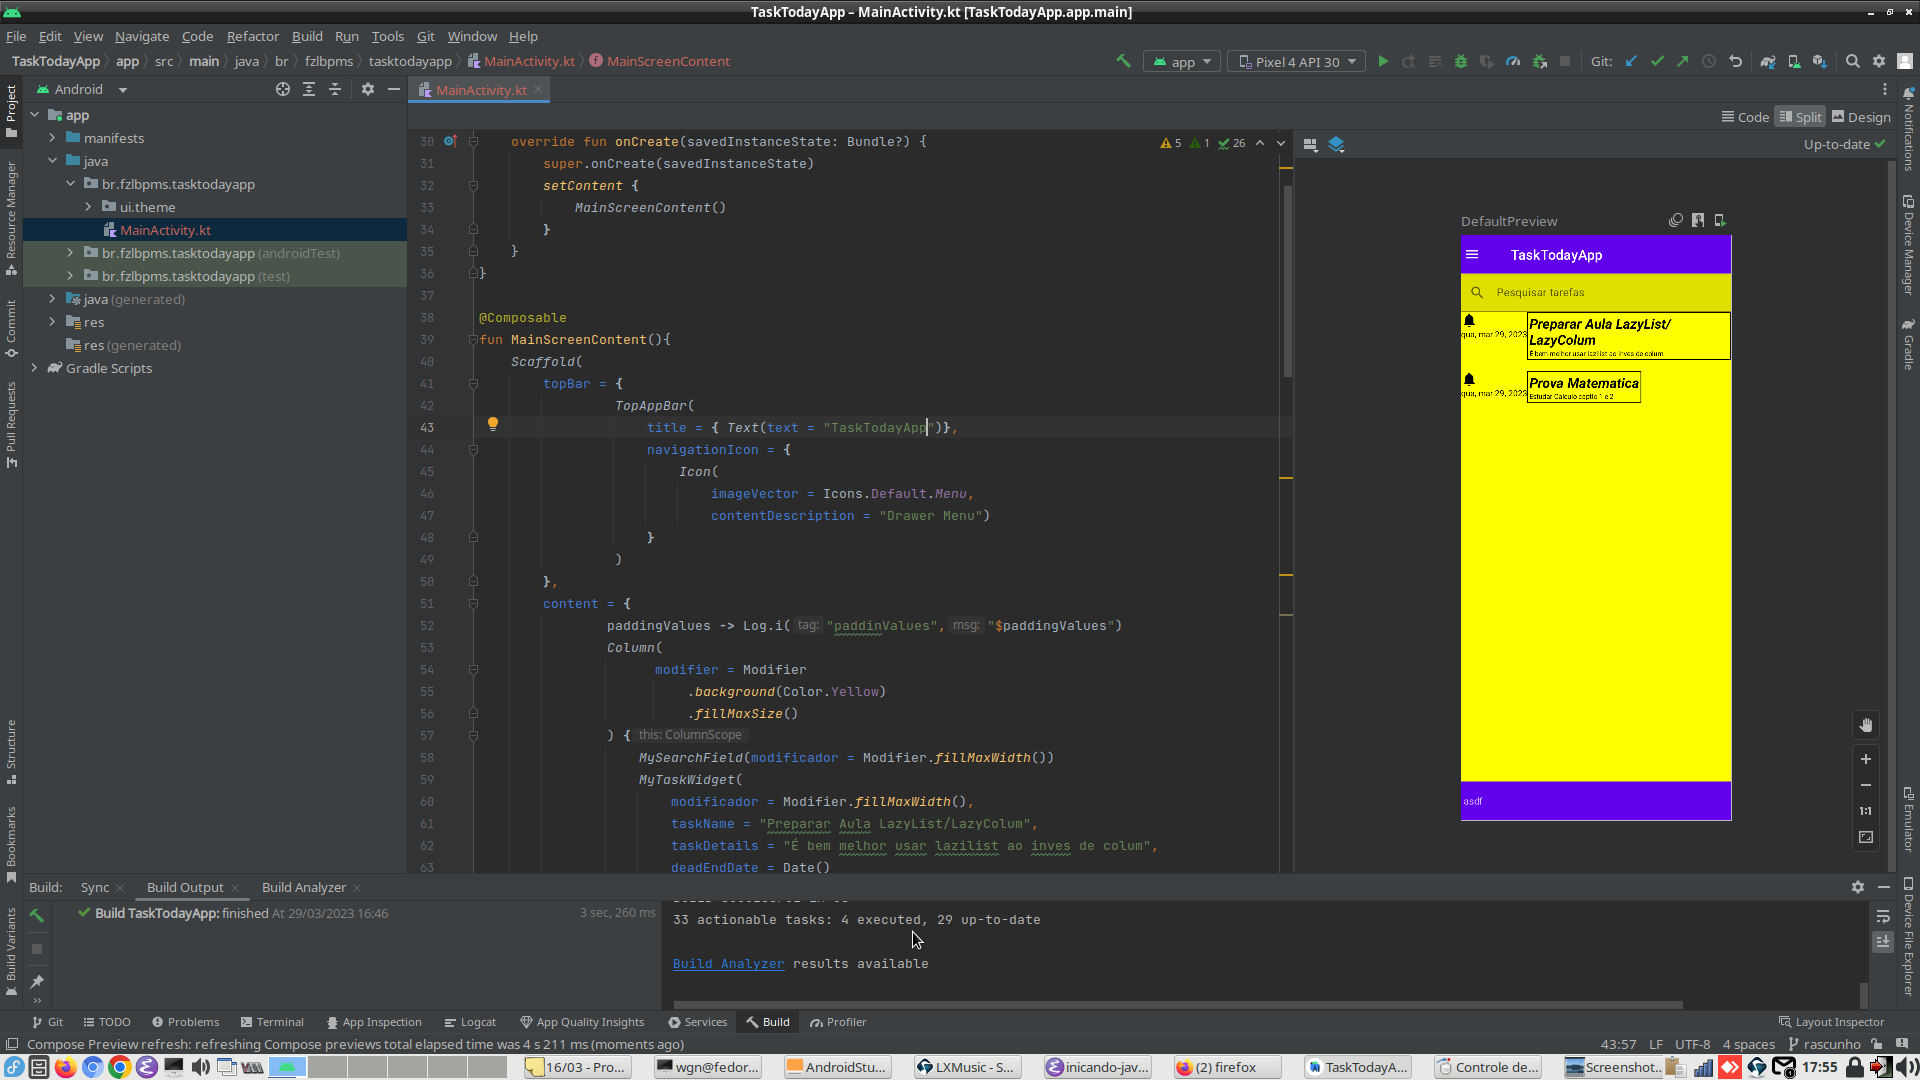 TaskTodayApp – MainActivity.kt [TaskTodayApp.app.main]
File Edit View Navigate Code Refactor Build Run Tools Git Window Help
TaskTodayApp app src main java br fzlbpms tasktodayapp MainActivity.kt MainScreenContent app Pixel 4 API 30 Git:
Android
MainActivity.kt
Code Split Design
Project
Resource Manager
Commit
Pull Requests
Structure
Bookmarks
Build Variants
app
manifests
java
br.fzlbpms.tasktodayapp
ui.theme
MainActivity.kt
br.fzlbpms.tasktodayapp (androidTest)
br.fzlbpms.tasktodayapp (test)
java (generated)
res
res (generated)
Gradle Scripts
5 1 26
30 override fun onCreate(savedInstanceState: Bundle?) {
31 super.onCreate(savedInstanceState)
32 setContent {
33 MainScreenContent()
34 }
35 }
36 }
37
38 @Composable
39 fun MainScreenContent(){
40 Scaffold(
41 topBar = {
42 TopAppBar(
43 title = { Text(text = "TaskTodayApp")},
44 navigationIcon = {
45 Icon(
46 imageVector = Icons.Default.Menu,
47 contentDescription = "Drawer Menu")
48 }
49 )
50 },
51 content = {
52 paddingValues -> Log.i( tag: "paddinValues", msg: "$paddingValues")
53 Column(
54 modifier = Modifier
55 .background(Color.Yellow)
56 .fillMaxSize()
57 ) { this: ColumnScope
58 MySearchField(modificador = Modifier.fillMaxWidth())
59 MyTaskWidget(
60 modificador = Modifier.fillMaxWidth(),
61 taskName = "Preparar Aula LazyList/LazyColum",
62 taskDetails = "É bem melhor usar lazilist ao inves de colum",
63 deadEndDate = Date()
Up-to-date
DefaultPreview
TaskTodayApp
Pesquisar tarefas
qua, mar 29, 2023
Preparar Aula LazyList/
LazyColum
É bem melhor usar lazilist ao inves de colum
qua, mar 29, 2023
Prova Matematica
Estudar Calculo captlo 1 e 2
asdf
1:1
Notifications
Device Manager
Gradle
Emulator
Device File Explorer
Build: Sync Build Output Build Analyzer
Build TaskTodayApp: finished At 29/03/2023 16:46 3 sec, 260 ms
33 actionable tasks: 4 executed, 29 up-to-date
Build Analyzer results available
Git TODO Problems Terminal App Inspection Logcat App Quality Insights Services Build Profiler Layout Inspector
Compose Preview refresh: refreshing Compose previews total elapsed time was 4 s 211 ms (moments ago) 43:57 LF UTF-8 4 spaces rascunho
16/03 - Pro... wgn@fedor... AndroidStu... LXMusic - S... inicando-jav... (2) firefox TaskTodayA... Controle de... Screenshot... 17:55